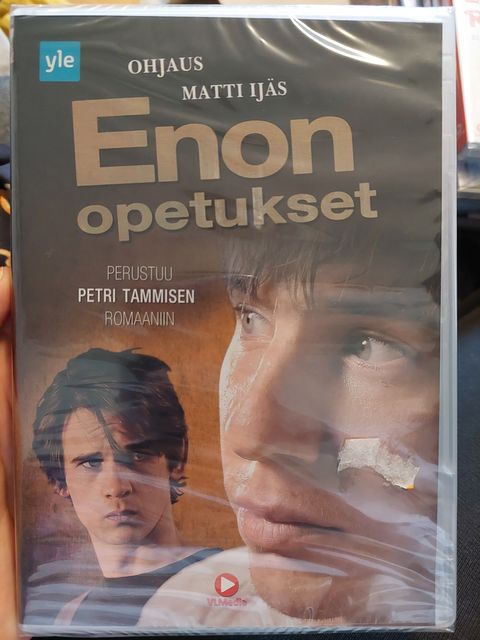 yle
OHJAUS
MATTI IJÄS
Enon
opetukset
PERUSTUU
PETRI TAMMISEN
ROMAANIIN
VLMedia